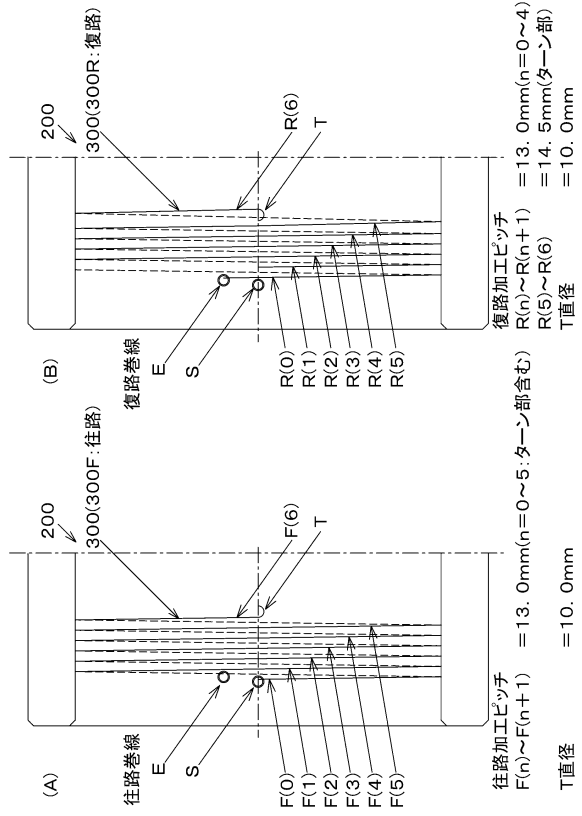 (A)
往路巻線
E
S
200
300(300F:往路)
F(6)
T
F(0)
F(1)
F(2)
F(3)
F(4)
F(5)
往路加工ピッチ
F(n)~F(n+1) =13. 0mm(n=0~5:ターン部含む)
T直径 =10. 0mm
(B)
復路巻線
E
S
200
300(300R:復路)
R(6)
T
R(0)
R(1)
R(2)
R(3)
R(4)
R(5)
復路加工ピッチ
R(n)~R(n+1) =13. 0mm(n=0~4)
R(5)~R(6) =14. 5mm(ターン部)
T直径 =10. 0mm